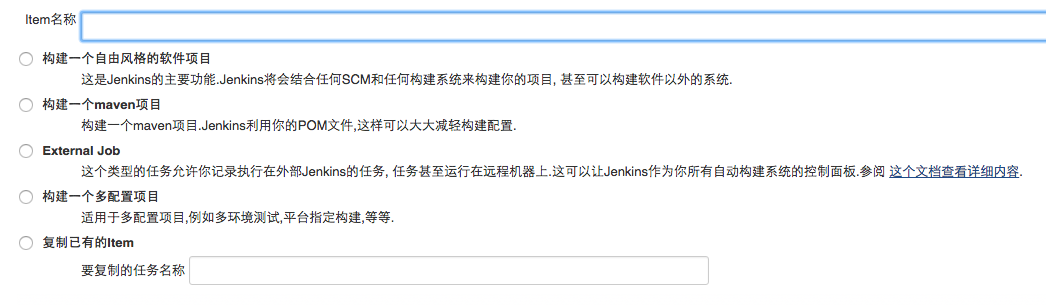 Item名称
构建一个自由风格的软件项目
这是Jenkins的主要功能.Jenkins将会结合任何SCM和任何构建系统来构建你的项目, 甚至可以构建软件以外的系统.
构建一个maven项目
构建一个maven项目.Jenkins利用你的POM文件,这样可以大大减轻构建配置.
External Job
这个类型的任务允许你记录执行在外部Jenkins的任务, 任务甚至运行在远程机器上.这可以让Jenkins作为你所有自动构建系统的控制面板.参阅 这个文档查看详细内容.
构建一个多配置项目
适用于多配置项目,例如多环境测试,平台指定构建,等等.
复制已有的Item
要复制的任务名称